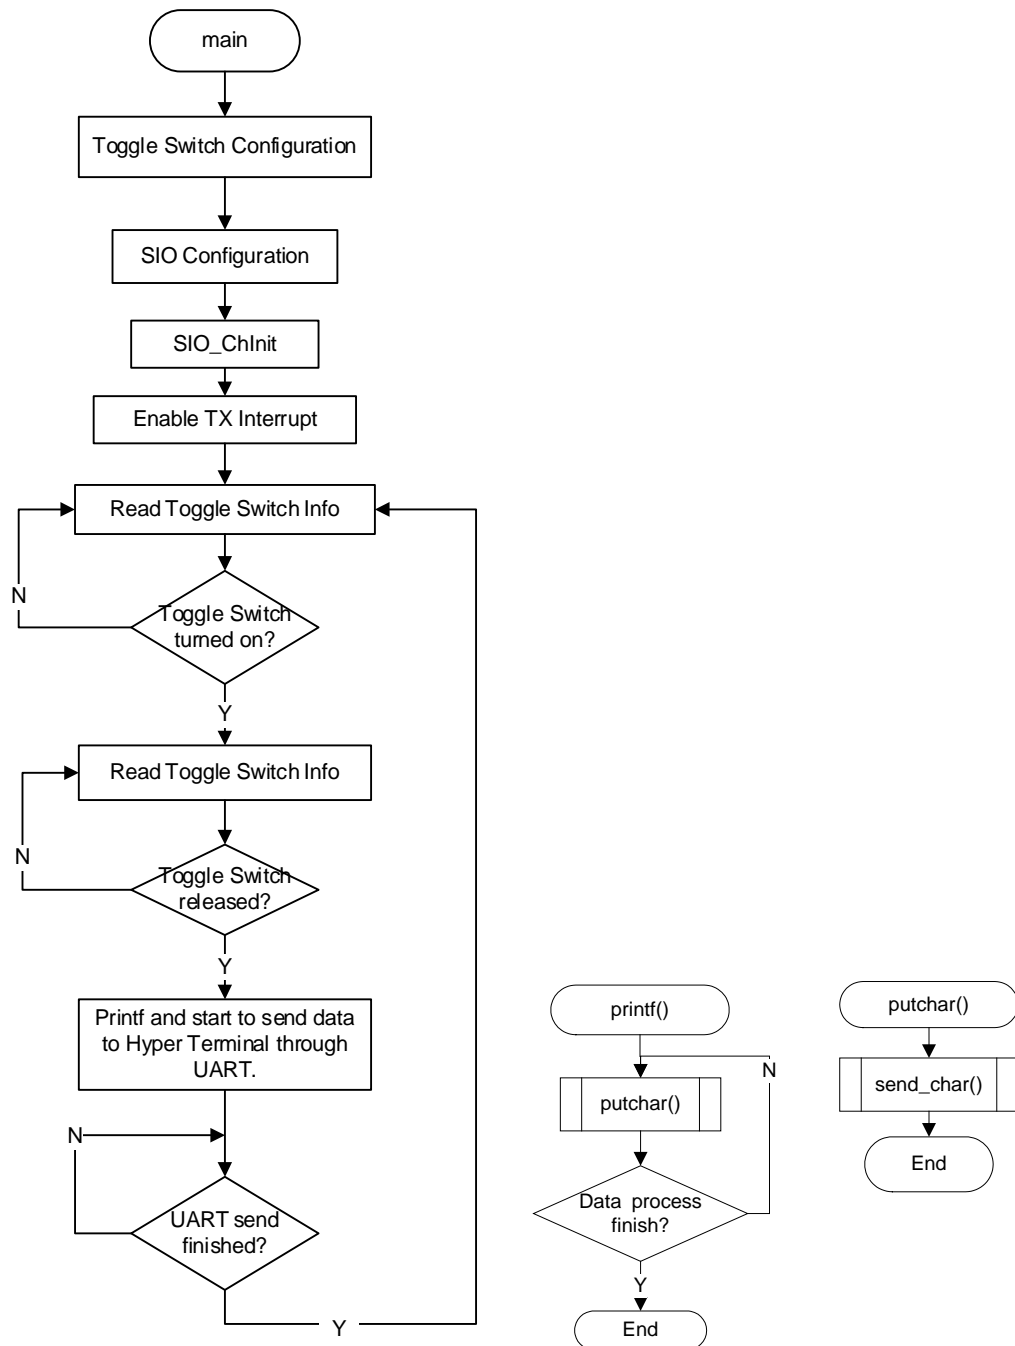 main
Toggle Switch Configuration
SIO Configuration
SIO_ChInit
Enable TX Interrupt
Read Toggle Switch Info
N
Toggle Switch
turned on?
Y
Read Toggle Switch Info
N
Toggle Switch
released?
Y
Printf and start to send data
to Hyper Terminal through
UART.
N
UART send
finished?
Y
printf()
N
putchar()
Data process
finish?
Y
End
putchar()
send_char()
End